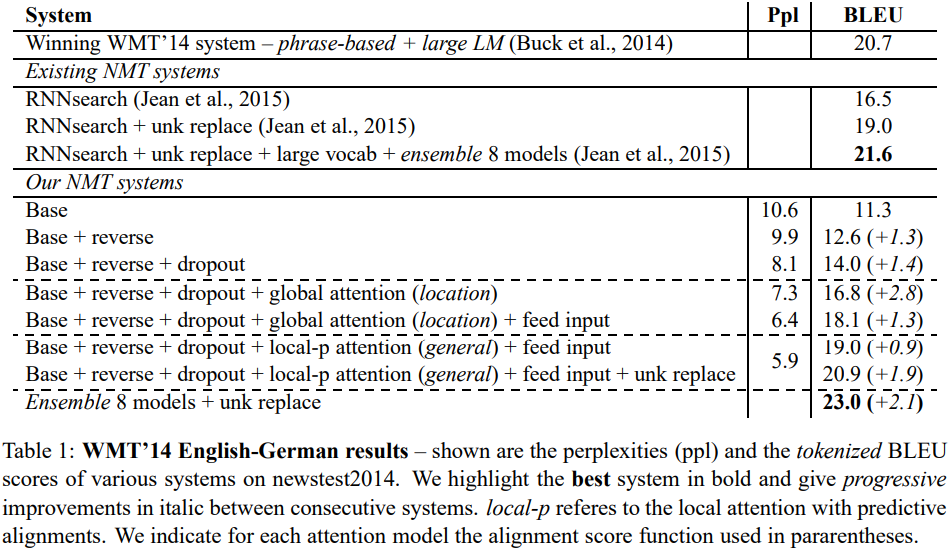 System Ppl BLEU
Winning WMT’14 system – phrase-based + large LM (Buck et al., 2014) 20.7
Existing NMT systems
RNNsearch (Jean et al., 2015) 16.5
RNNsearch + unk replace (Jean et al., 2015) 19.0
RNNsearch + unk replace + large vocab + ensemble 8 models (Jean et al., 2015) 21.6
Our NMT systems
Base 10.6 11.3
Base + reverse 9.9 12.6 (+1.3)
Base + reverse + dropout 8.1 14.0 (+1.4)
Base + reverse + dropout + global attention (location) 7.3 16.8 (+2.8)
Base + reverse + dropout + global attention (location) + feed input 6.4 18.1 (+1.3)
Base + reverse + dropout + local-p attention (general) + feed input 5.9 19.0 (+0.9)
Base + reverse + dropout + local-p attention (general) + feed input + unk replace 20.9 (+1.9)
Ensemble 8 models + unk replace 23.0 (+2.1)
Table 1: WMT’14 English-German results – shown are the perplexities (ppl) and the tokenized BLEU
scores of various systems on newstest2014. We highlight the best system in bold and give progressive
improvements in italic between consecutive systems. local-p referes to the local attention with predictive
alignments. We indicate for each attention model the alignment score function used in pararentheses.